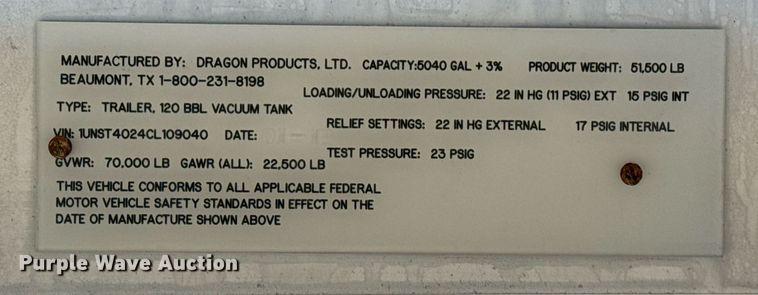 MANUFACTURED BY: DRAGON PRODUCTS, LTD. CAPACITY:5040 GAL + 3% PRODUCT WEIGHT: 51,500 LB
BEAUMONT, TX 1-800-231-8198
LOADING/UNLOADING PRESSURE: 22 IN HG (11 PSIG) EXT 15 PSIG INT
TYPE: TRAILER, 120 BBL VACUUM TANK
RELIEF SETTINGS: 22 IN HG EXTERNAL 17 PSIG INTERNAL
VIN: 1UNST4024CL109040 DATE:
TEST PRESSURE: 23 PSIG
GVWR: 70,000 LB GAWR (ALL): 22,500 LB
THIS VEHICLE CONFORMS TO ALL APPLICABLE FEDERAL
MOTOR VEHICLE SAFETY STANDARDS IN EFFECT ON THE
DATE OF MANUFACTURE SHOWN ABOVE
Purple Wave Auction